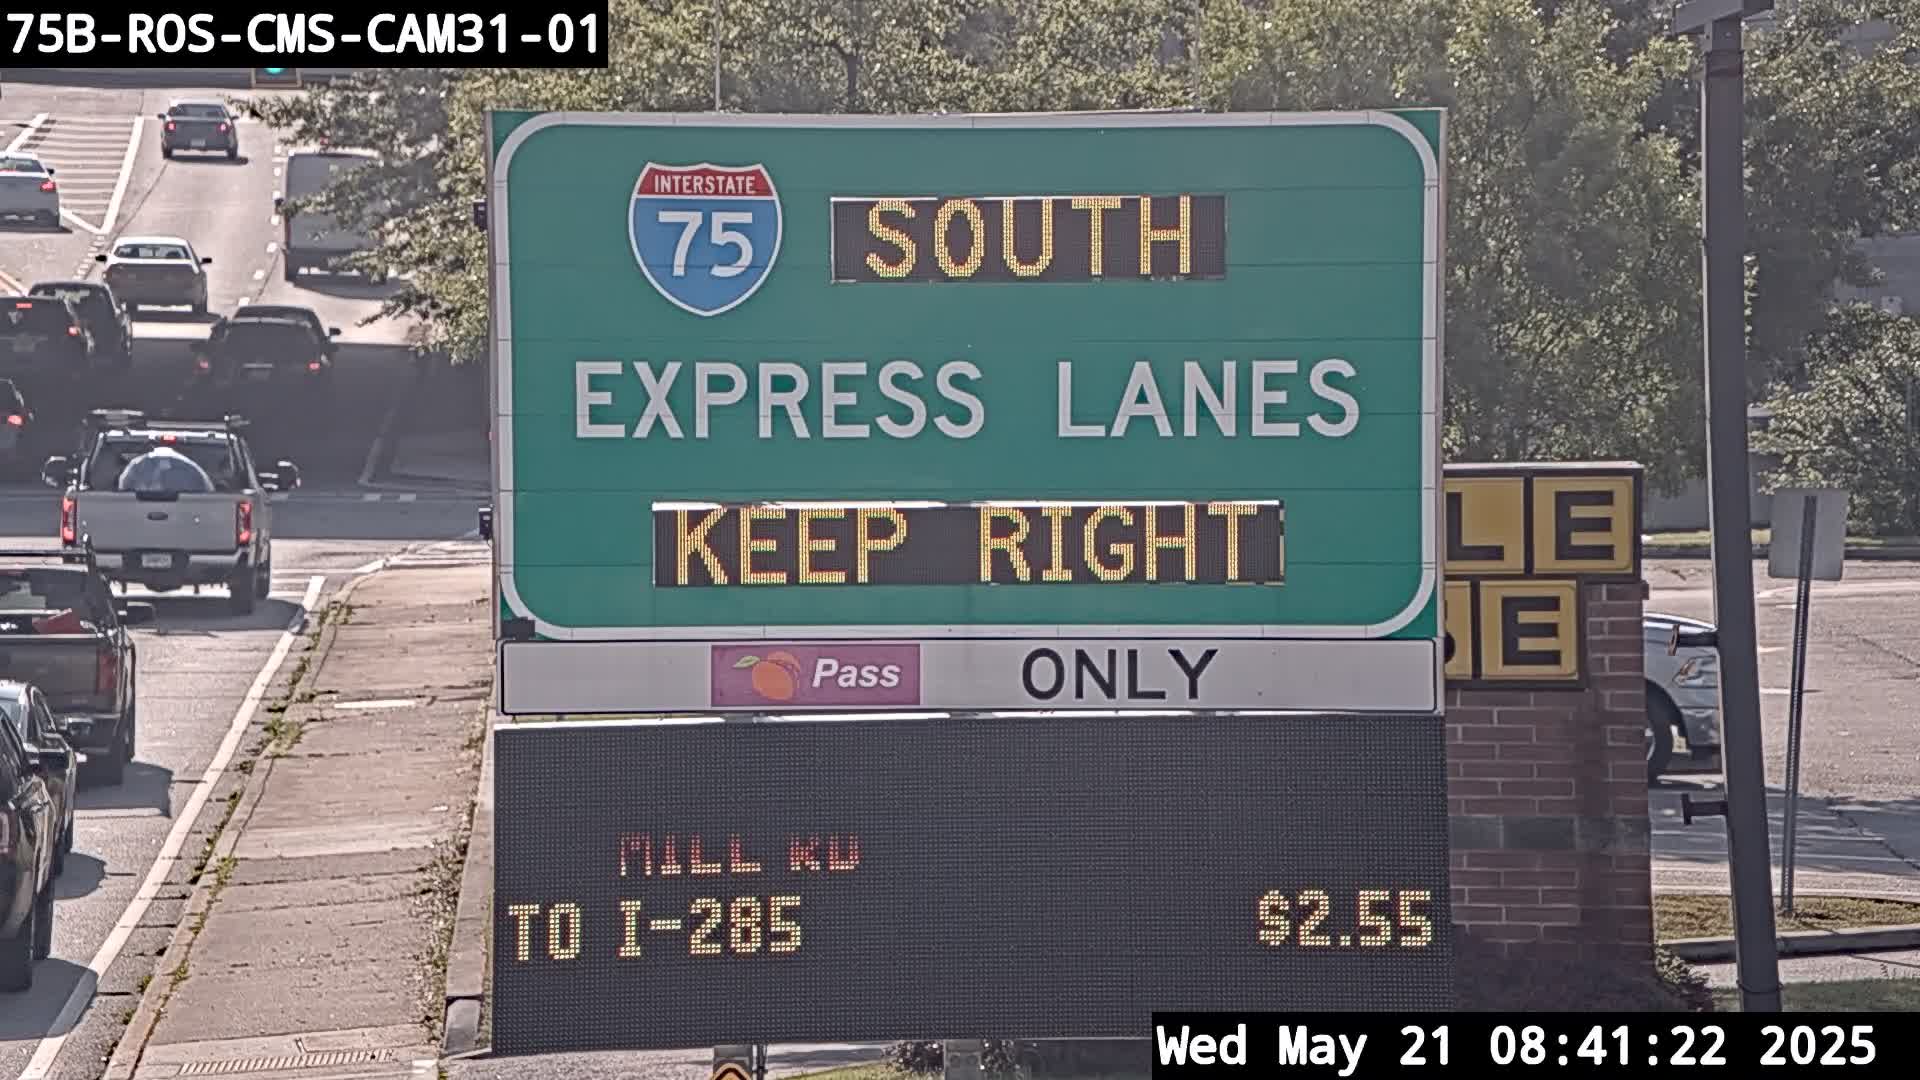 75B-ROS-CMS-CAM31-01
INTERSTATE
75
SOUTH
EXPRESS LANES
KEEP RIGHT
Pass ONLY
LE
E
MILL RD
TO I-285 $2.55
Wed May 21 08:41:22 2025